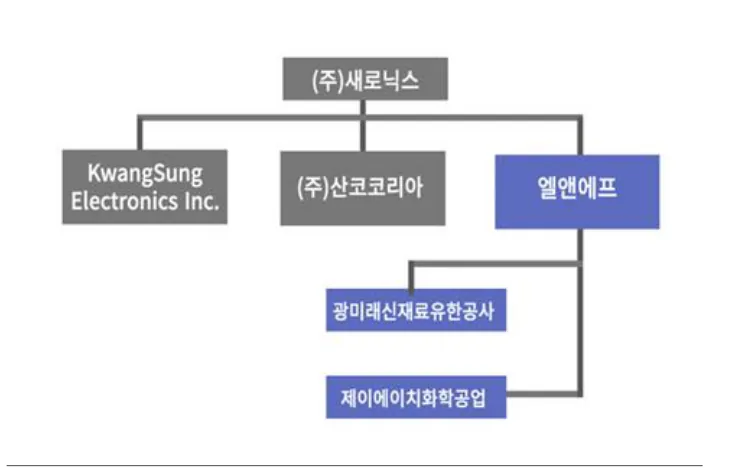 (주)새로닉스
KwangSung
Electronics Inc.
(주)산코코리아
엘앤에프
광미래신재료유한공사
제이에이치화학공업